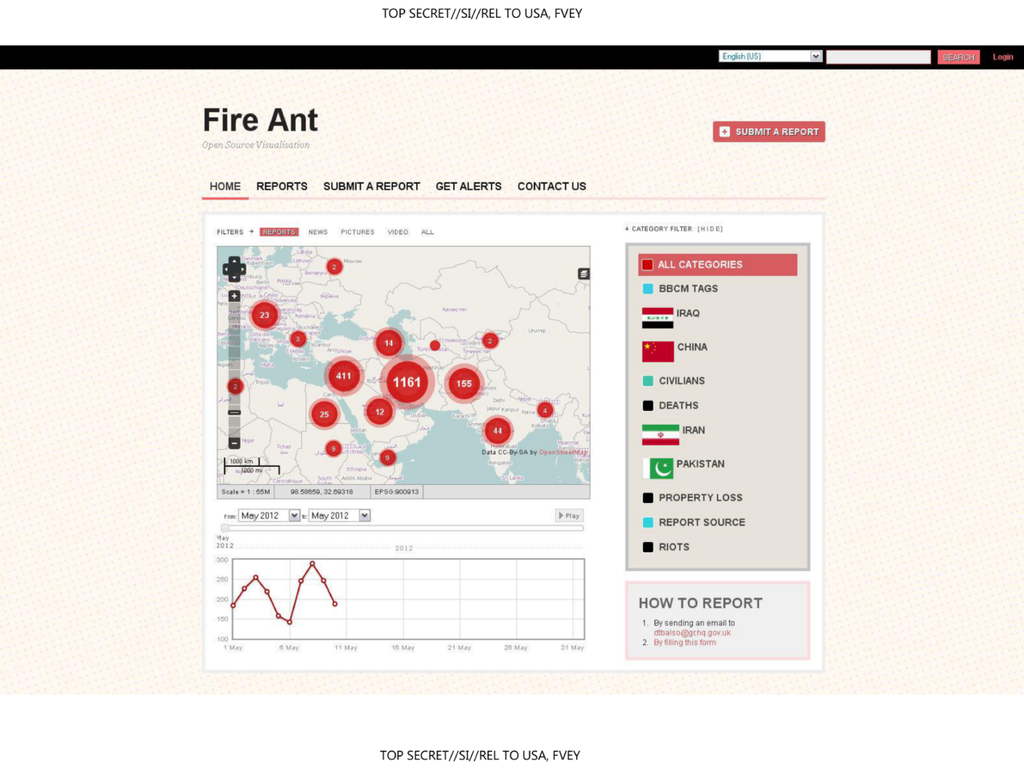 TOP SECRET//SI//REL TO USA, FVEY
English (US)
SEARCH
Login
Fire Ant
Open Source Visualisation
SUBMIT A REPORT
HOME REPORTS SUBMIT A REPORT GET ALERTS CONTACT US
FILTERS → REPORTS NEWS PICTURES VIDEO ALL
2
23
3
14
2
411
1161
155
2
25
12
4
44
9
9
Data CC-By-SA by OpenStreetMap
1000 km
1000 mi
Scale = 1 : 55M
98.58659, 32.69318
EPSG:900913
From: May 2012 to: May 2012
Play
May
2012
2012
300
250
200
150
100
1 May 6 May 11 May 16 May 21 May 26 May 31 May
CATEGORY FILTER [HIDE]
ALL CATEGORIES
BBCM TAGS
IRAQ
CHINA
CIVILIANS
DEATHS
IRAN
PAKISTAN
PROPERTY LOSS
REPORT SOURCE
RIOTS
HOW TO REPORT
1. By sending an email to
dtbaiso@gchq.gov.uk
2. By filling this form
TOP SECRET//SI//REL TO USA, FVEY